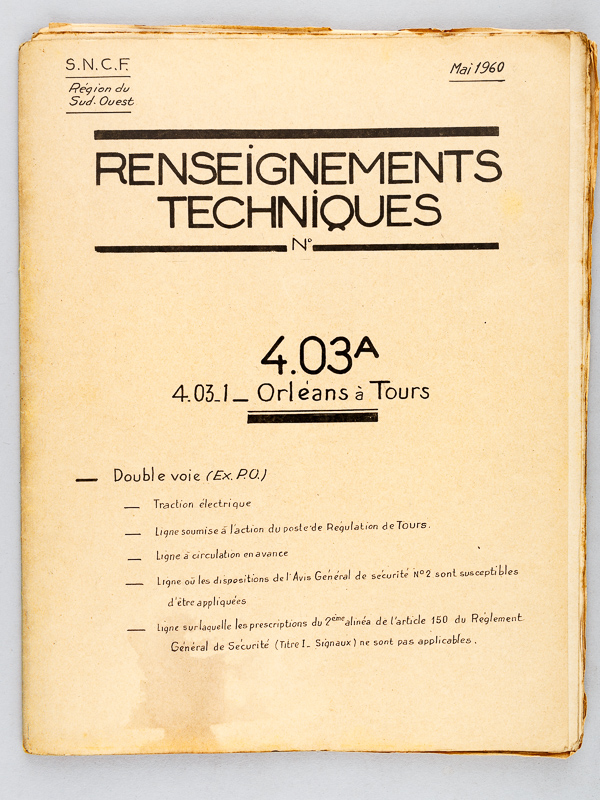 S.N.C.F.
Région du
Sud-Ouest
Mai 1960
RENSEIGNEMENTS
TECHNIQUES
N°
4.03A
4.03_1 _ Orléans à Tours
— Double voie (Ex. P.O.)
— Traction électrique
— Ligne soumise à l'action du poste de Régulation de Tours.
— Ligne à circulation en avance
— Ligne où les dispositions de l'Avis Général de sécurité N°2 sont susceptibles
d'être appliquées
— Ligne sur laquelle les prescriptions du 2ème alinéa de l'article 150 du Règlement
Général de Sécurité (Titre I_ Signaux) ne sont pas applicables.